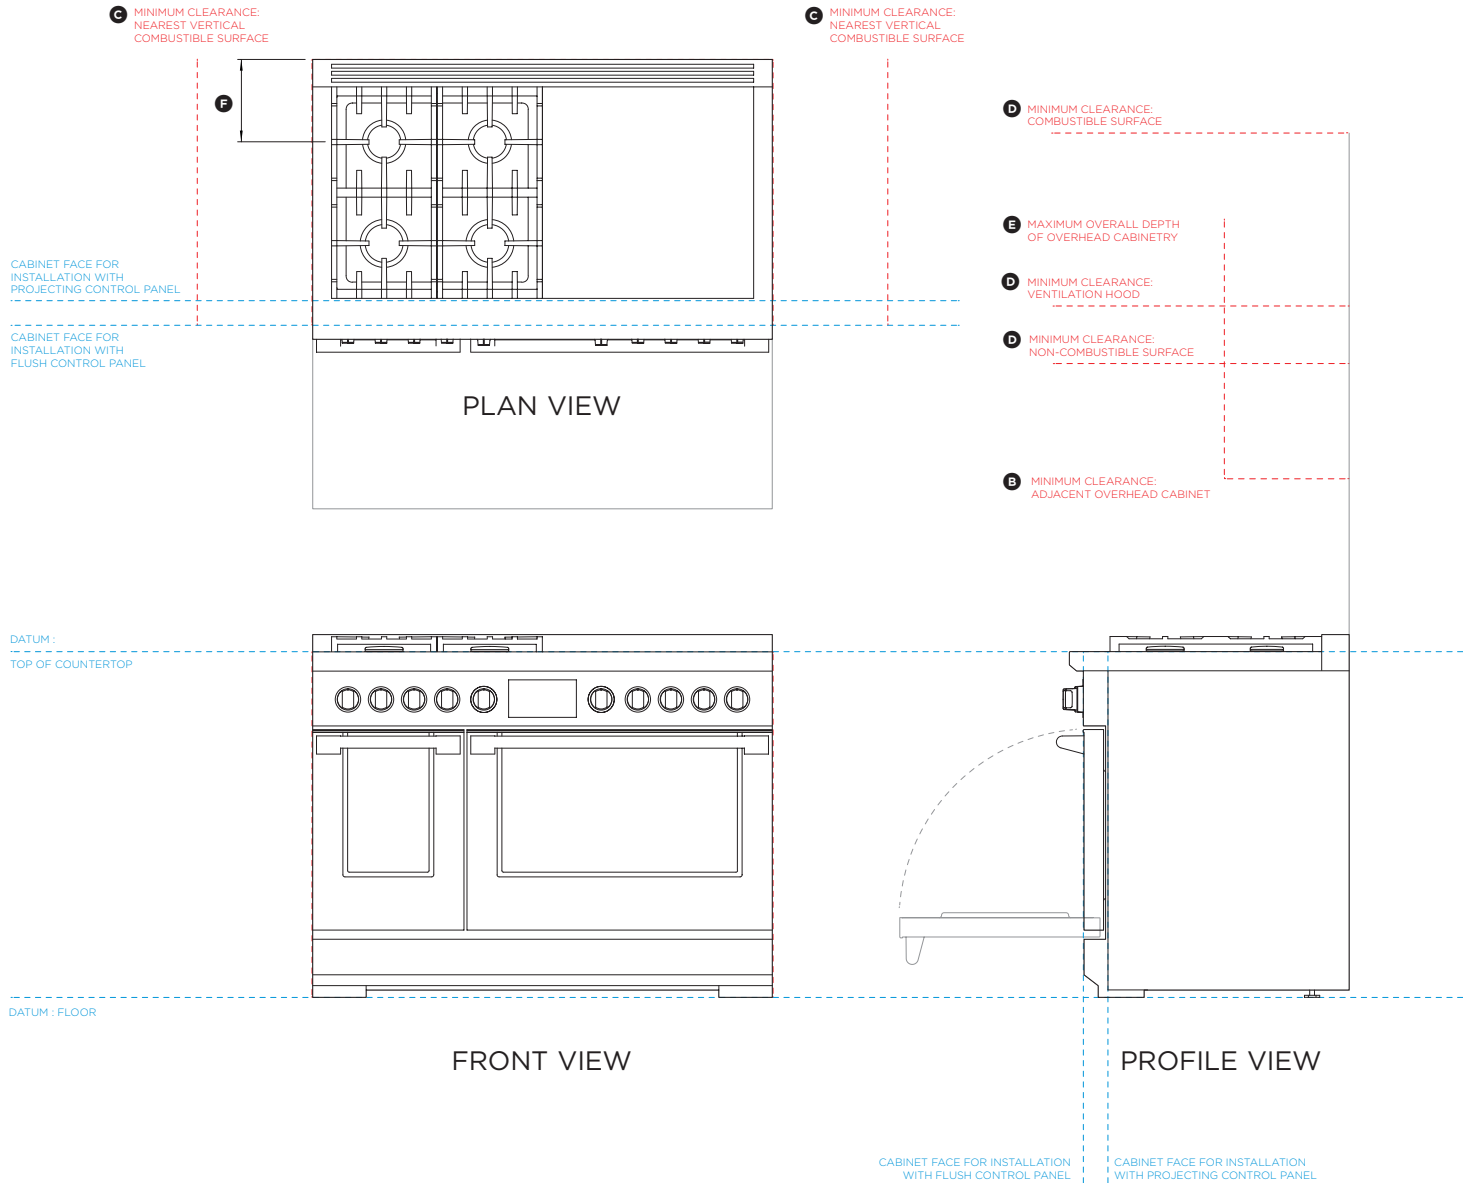 C MINIMUM CLEARANCE:
NEAREST VERTICAL
COMBUSTIBLE SURFACE
C MINIMUM CLEARANCE:
NEAREST VERTICAL
COMBUSTIBLE SURFACE
F
D MINIMUM CLEARANCE:
COMBUSTIBLE SURFACE
E MAXIMUM OVERALL DEPTH
OF OVERHEAD CABINETRY
CABINET FACE FOR
INSTALLATION WITH
PROJECTING CONTROL PANEL
D MINIMUM CLEARANCE:
VENTILATION HOOD
CABINET FACE FOR
INSTALLATION WITH
FLUSH CONTROL PANEL
D MINIMUM CLEARANCE:
NON-COMBUSTIBLE SURFACE
PLAN VIEW
B MINIMUM CLEARANCE:
ADJACENT OVERHEAD CABINET
DATUM :
TOP OF COUNTERTOP
DATUM : FLOOR
FRONT VIEW
PROFILE VIEW
CABINET FACE FOR INSTALLATION
WITH FLUSH CONTROL PANEL
CABINET FACE FOR INSTALLATION
WITH PROJECTING CONTROL PANEL